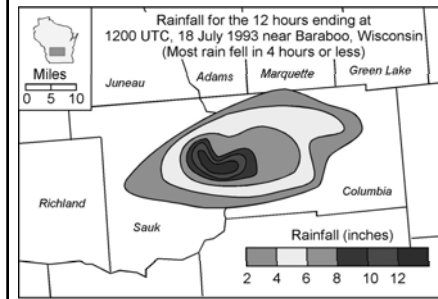 Rainfall for the 12 hours ending at
1200 UTC, 18 July 1993 near Baraboo, Wisconsin
(Most rain fell in 4 hours or less)
Miles
0 5 10
Juneau
Adams
Marquette
Green Lake
Richland
Sauk
Columbia
Rainfall (inches)
2 4 6 8 10 12